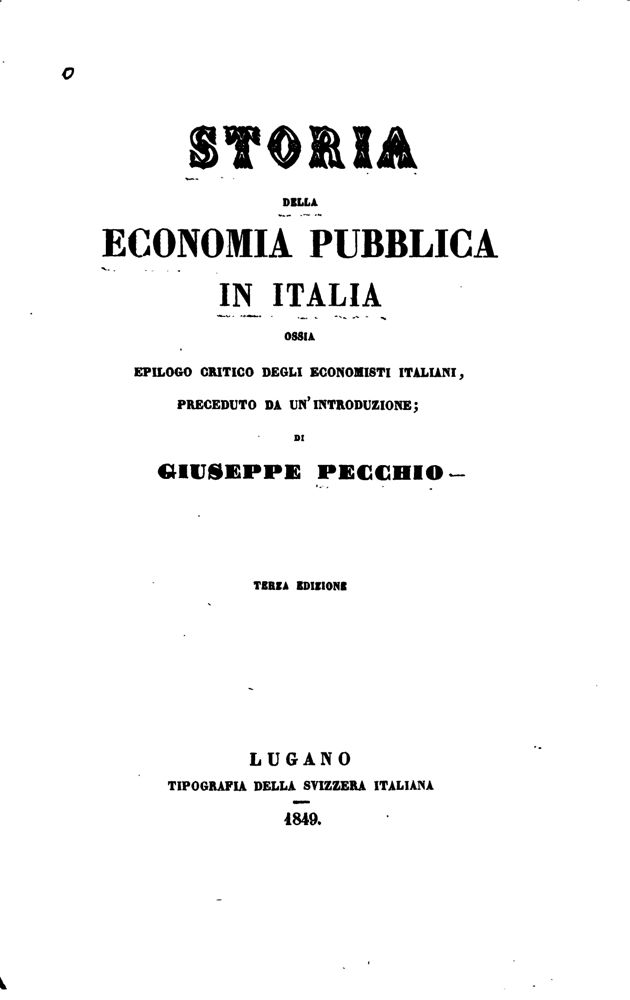 STORIA
DELLA
ECONOMIA PUBBLICA
IN ITALIA
OSSIA
EPILOGO CRITICO DEGLI ECONOMISTI ITALIANI,
PRECEDUTO DA UN' INTRODUZIONE;
DI
GIUSEPPE PECCHIO
TERZA EDIZIONE
LUGANO
TIPOGRAFIA DELLA SVIZZERA ITALIANA
1849.